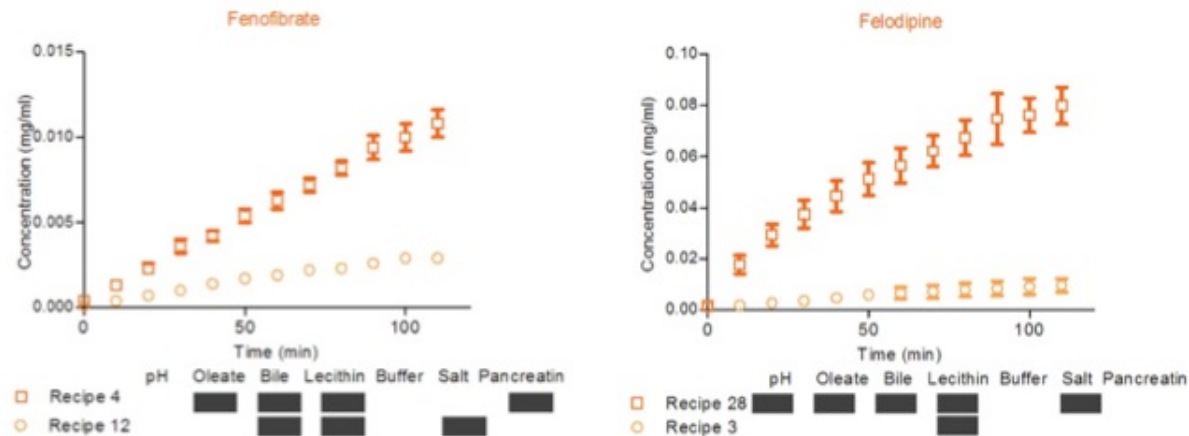 Fenofibrate
0.015
0.010
0.005
0.000
Concentration (mg/ml)
0
50
100
Time (min)
pH Oleate Bile Lecithin Buffer Salt Pancreatin
Recipe 4
Recipe 12
Felodipine
0.10
0.08
0.06
0.04
0.02
0.00
Concentration (mg/ml)
0
50
100
Time (min)
pH Oleate Bile Lecithin Buffer Salt Pancreatin
Recipe 28
Recipe 3